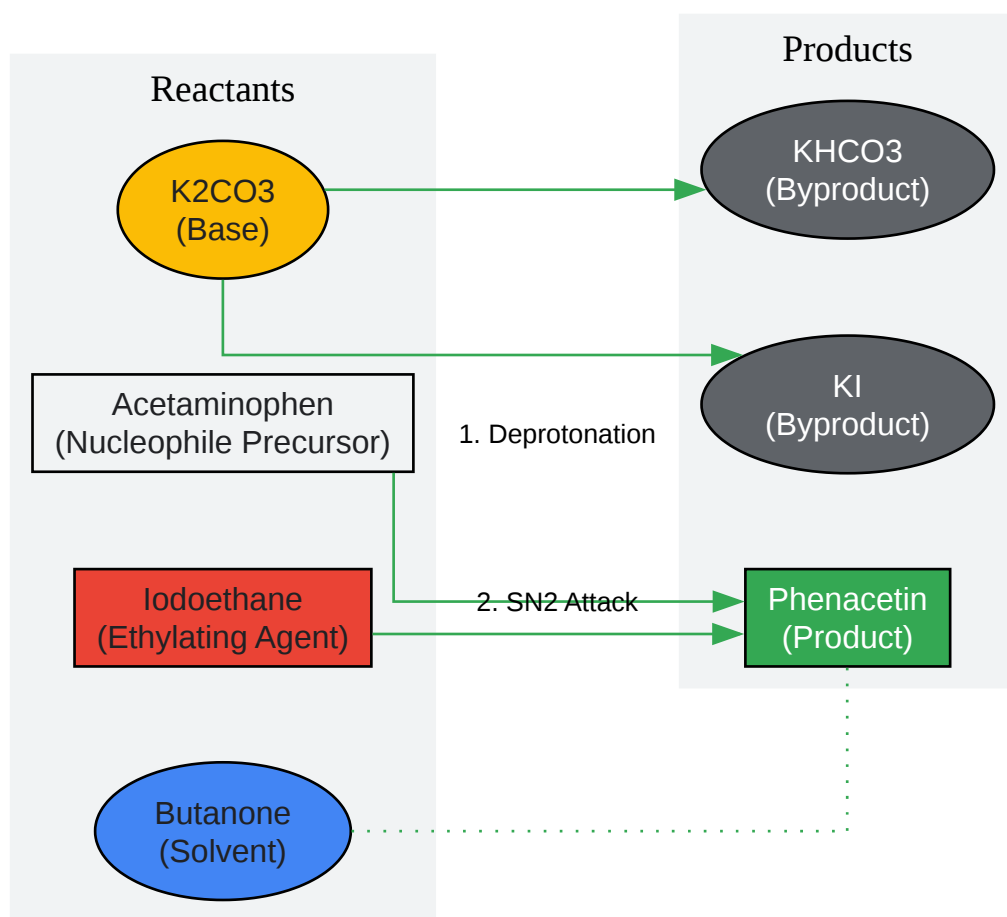 Reactants
K2CO3
(Base)
Acetaminophen
(Nucleophile Precursor)
Iodoethane
(Ethylating Agent)
Butanone
(Solvent)
1. Deprotonation
2. SN2 Attack
Products
KHCO3
(Byproduct)
KI
(Byproduct)
Phenacetin
(Product)